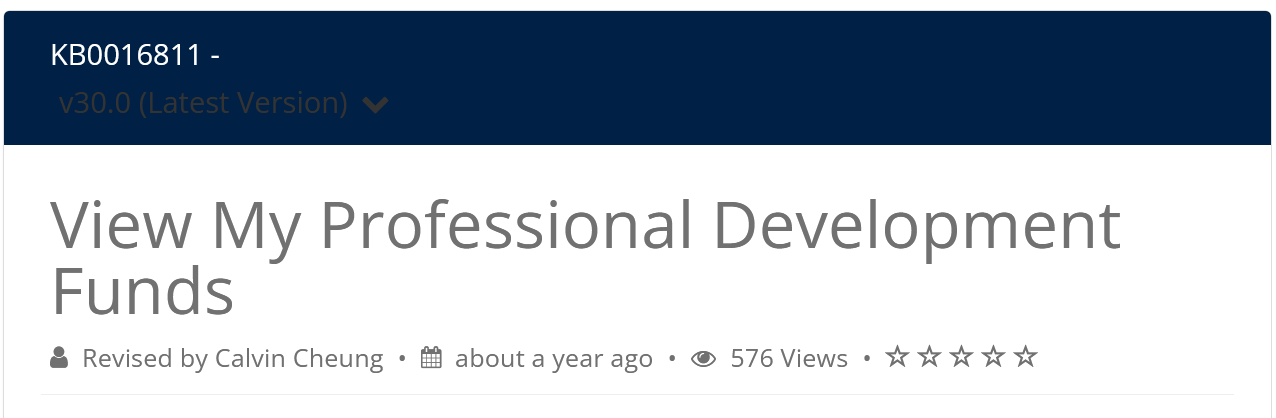 KB0016811 -
v30.0 (Latest Version)
View My Professional Development
Funds
Revised by Calvin Cheung • about a year ago • 576 Views • ☆☆☆☆☆